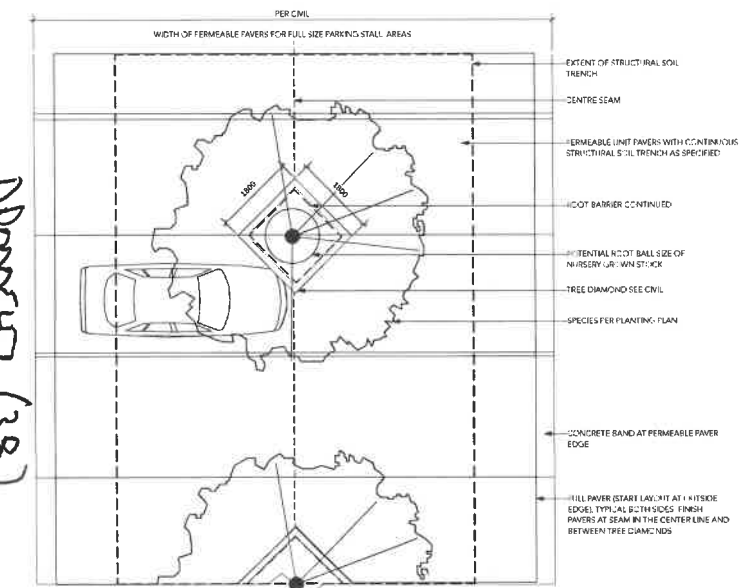 PER CIVIL
WIDTH OF PERMEABLE PAVERS FOR FULL SIZE PARKING STALL AREAS
EXTENT OF STRUCTURAL SOIL
TRENCH
CENTRE SEAM
PERMEABLE UNIT PAVERS WITH CONTINUOUS
STRUCTURAL SOIL TRENCH AS SPECIFIED
1800
1800
ROOT BARRIER CONTINUED
POTENTIAL ROOT BALL SIZE OF
NURSERY GROWN STOCK
TREE DIAMOND SEE CIVIL
SPECIES PER PLANTING PLAN
CONCRETE BAND AT PERMEABLE PAVER
EDGE
FULL PAVER (START LAYOUT AT OUTSIDE
EDGE), TYPICAL BOTH SIDES. FINISH
PAVERS AT SEAM IN THE CENTER LINE AND
BETWEEN TREE DIAMONDS
(38)